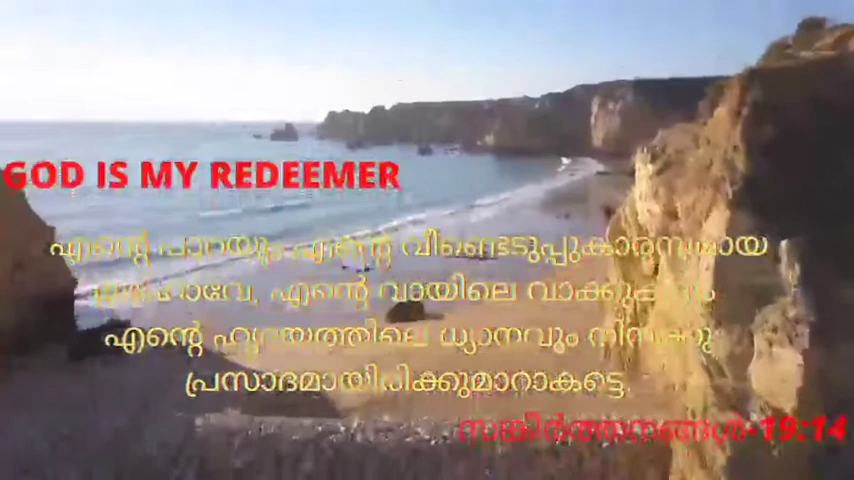 GOD IS MY REDEEMER
എന്റെ പാറയും എന്റെ വീണ്ടെടുപ്പുകാരനുമായ
യഹോവേ, എന്റെ വായിലെ വാക്കുകളും
എന്റെ ഹൃദയത്തിലെ ധ്യാനവും നിനക്കു
പ്രസാദമായിരിക്കുമാറാകട്ടെ.
സങ്കീർത്തനങ്ങൾ-19:14